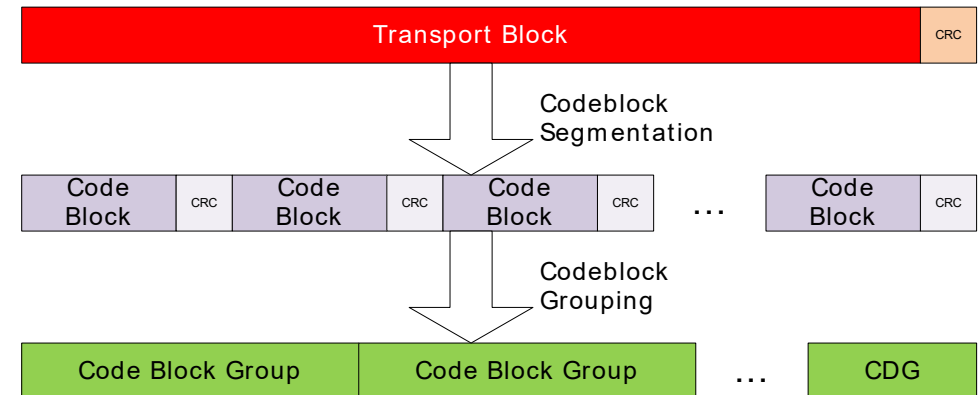 Transport Block CRC
Codeblock
Segmentation
Code Block CRC Code Block CRC Code Block CRC ... Code Block CRC
Codeblock
Grouping
Code Block Group Code Block Group ... CDG